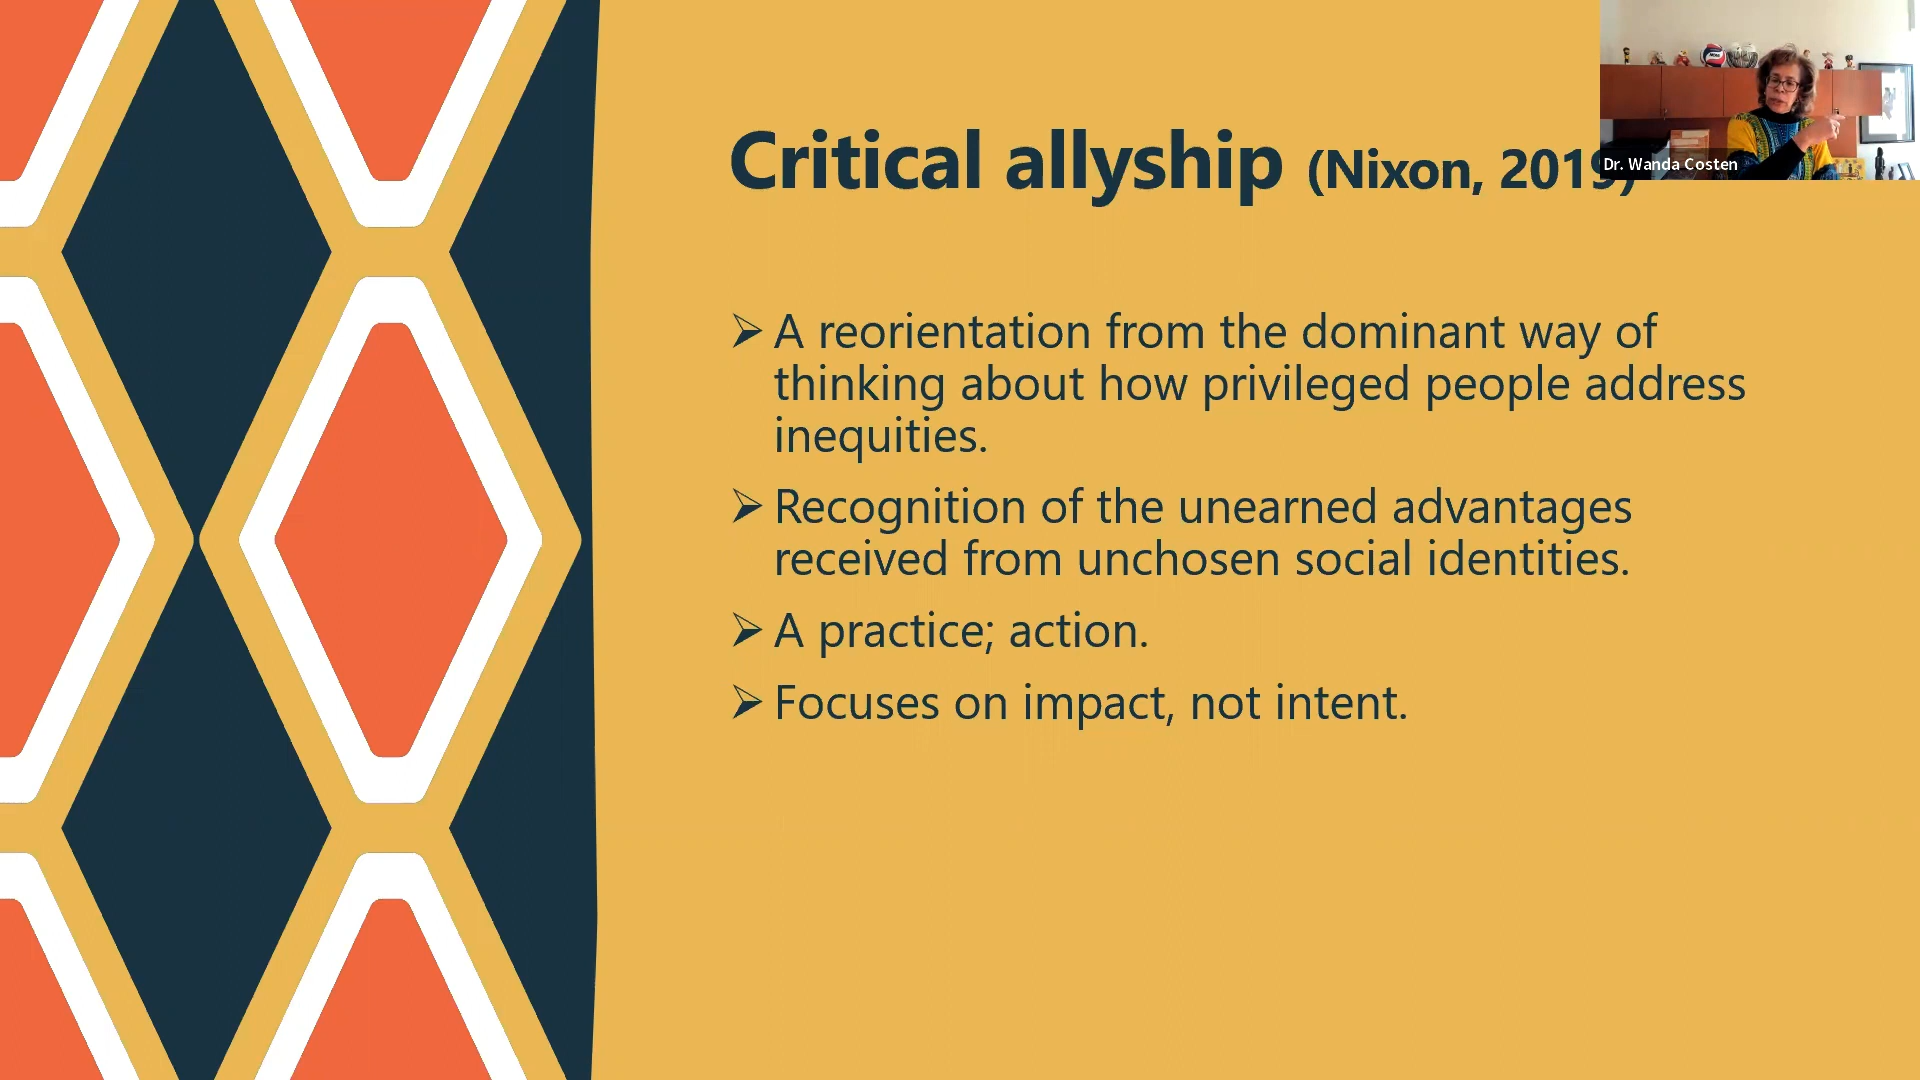 Critical allyship (Nixon, 2019)
Dr. Wanda Costen
➢ A reorientation from the dominant way of
thinking about how privileged people address
inequities.
➢ Recognition of the unearned advantages
received from unchosen social identities.
➢ A practice; action.
➢ Focuses on impact, not intent.